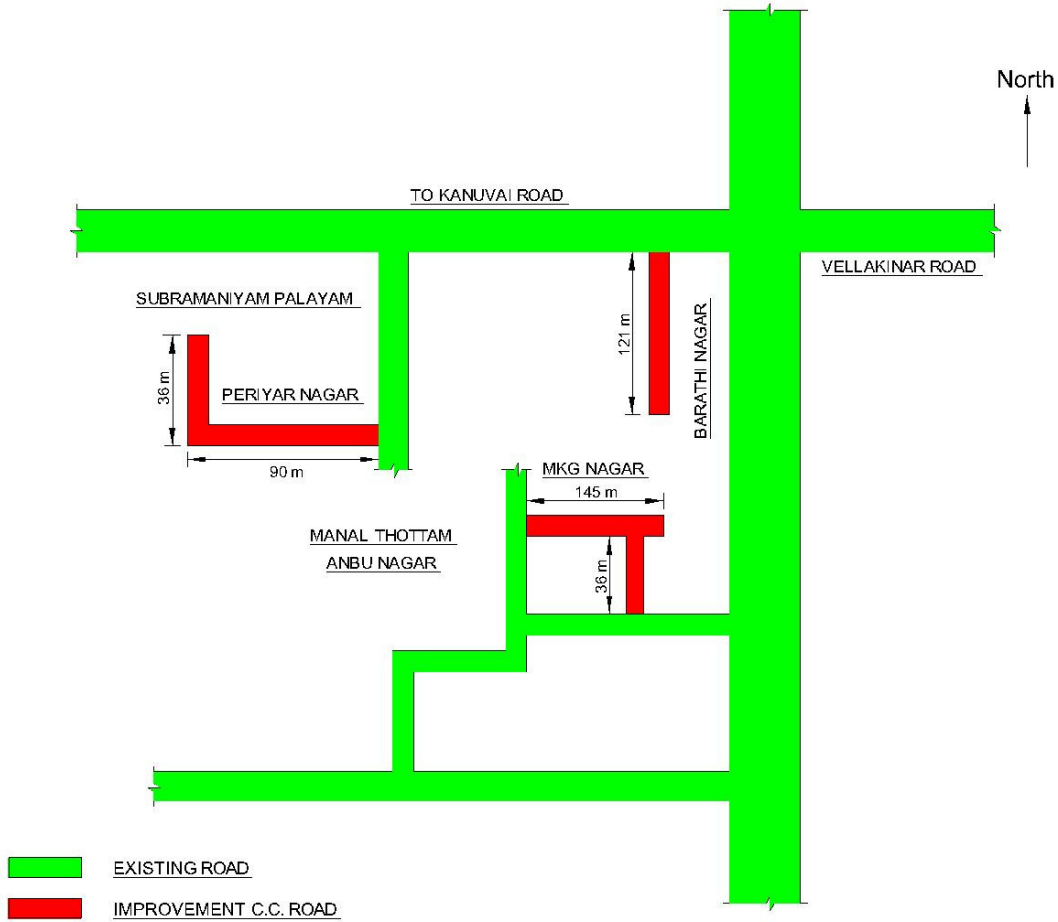 North
TO KANUVAI ROAD
VELLAKINAR ROAD
SUBRAMANIYAM PALAYAM
121 m
BARATHI NAGAR
36 m
PERIYAR NAGAR
90 m
MKG NAGAR
145 m
MANAL THOTTAM
ANBU NAGAR
36 m
EXISTING ROAD
IMPROVEMENT C.C. ROAD